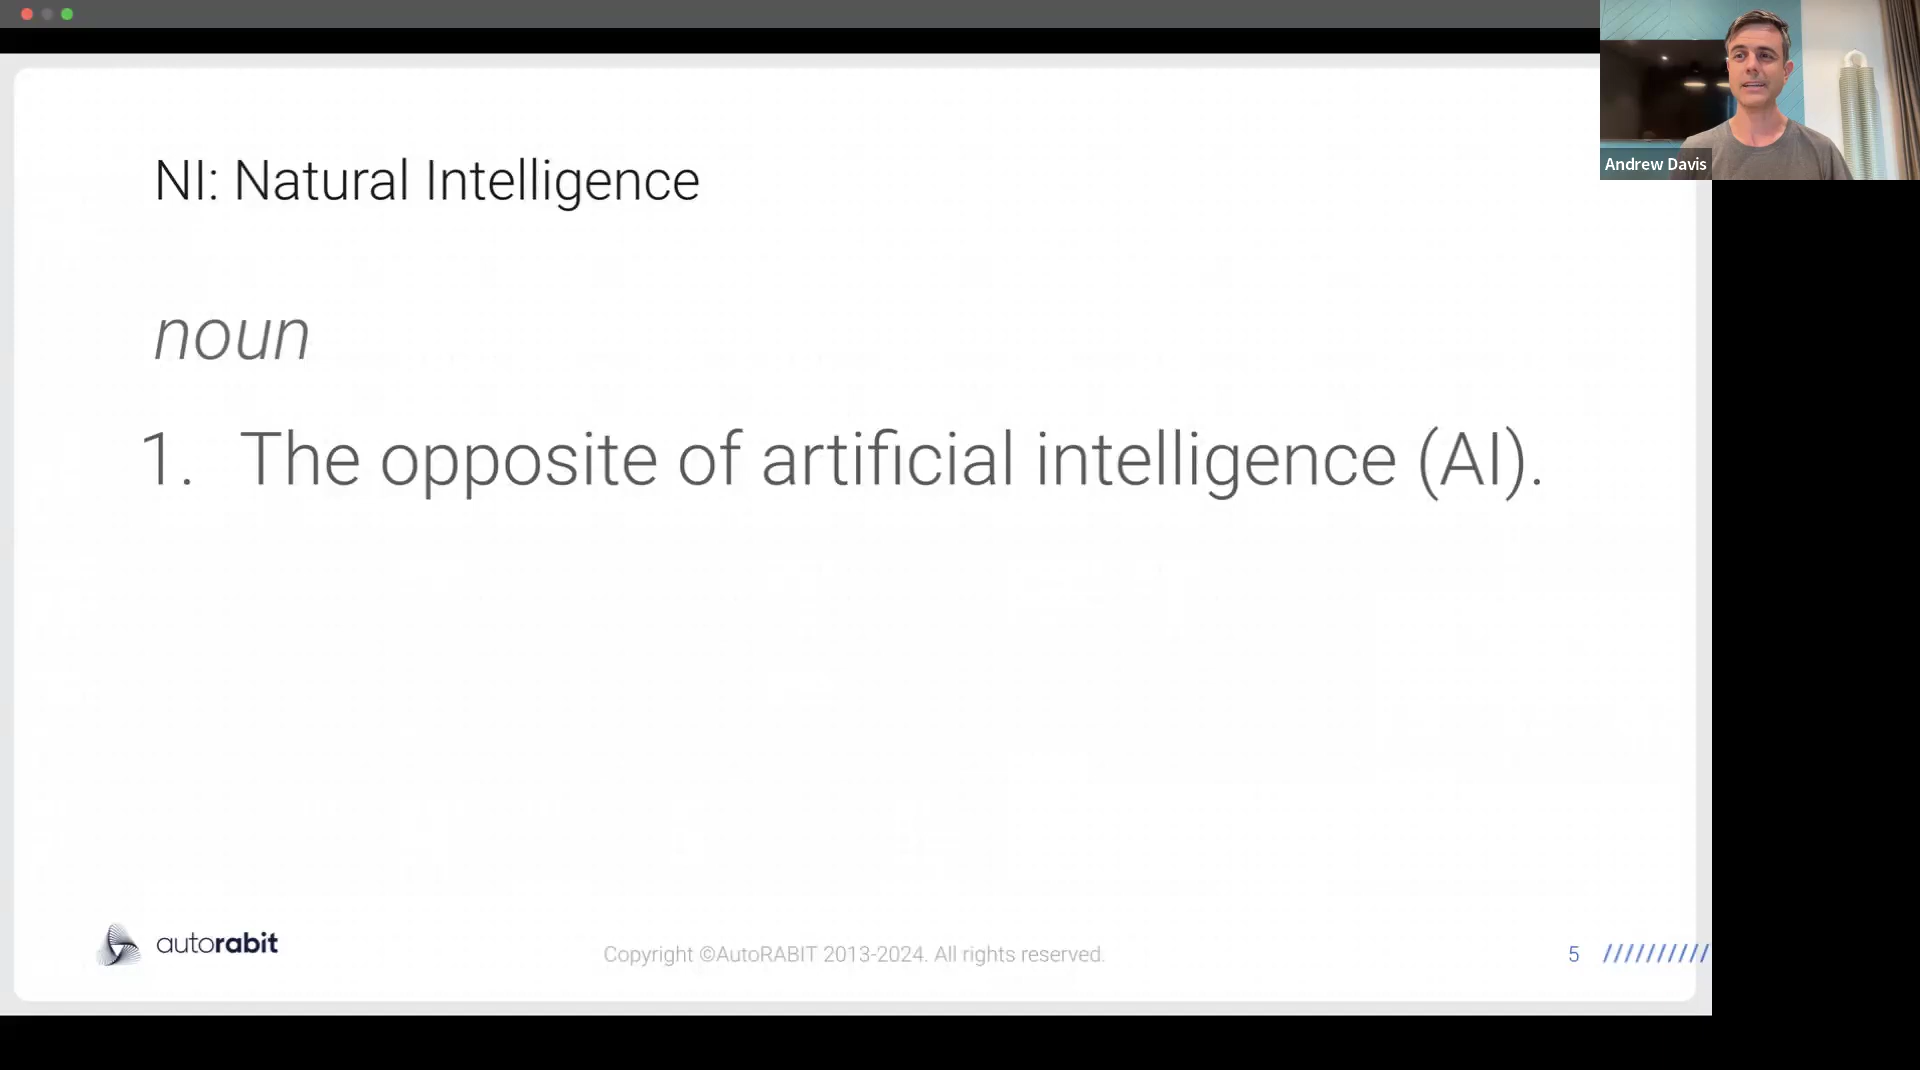 Andrew Davis
NI: Natural Intelligence
noun
1. The opposite of artificial intelligence (AI).
autorabit
Copyright ©AutoRABIT 2013-2024. All rights reserved.
5 //////////